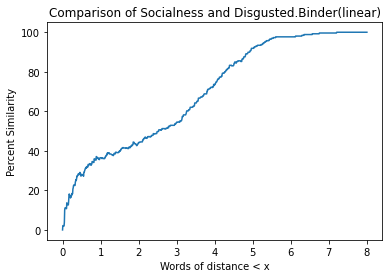 Comparison of Socialness and Disgusted.Binder(linear)
100
80
60
40
20
0
Percent Similarity
0 1 2 3 4 5 6 7 8
Words of distance < x